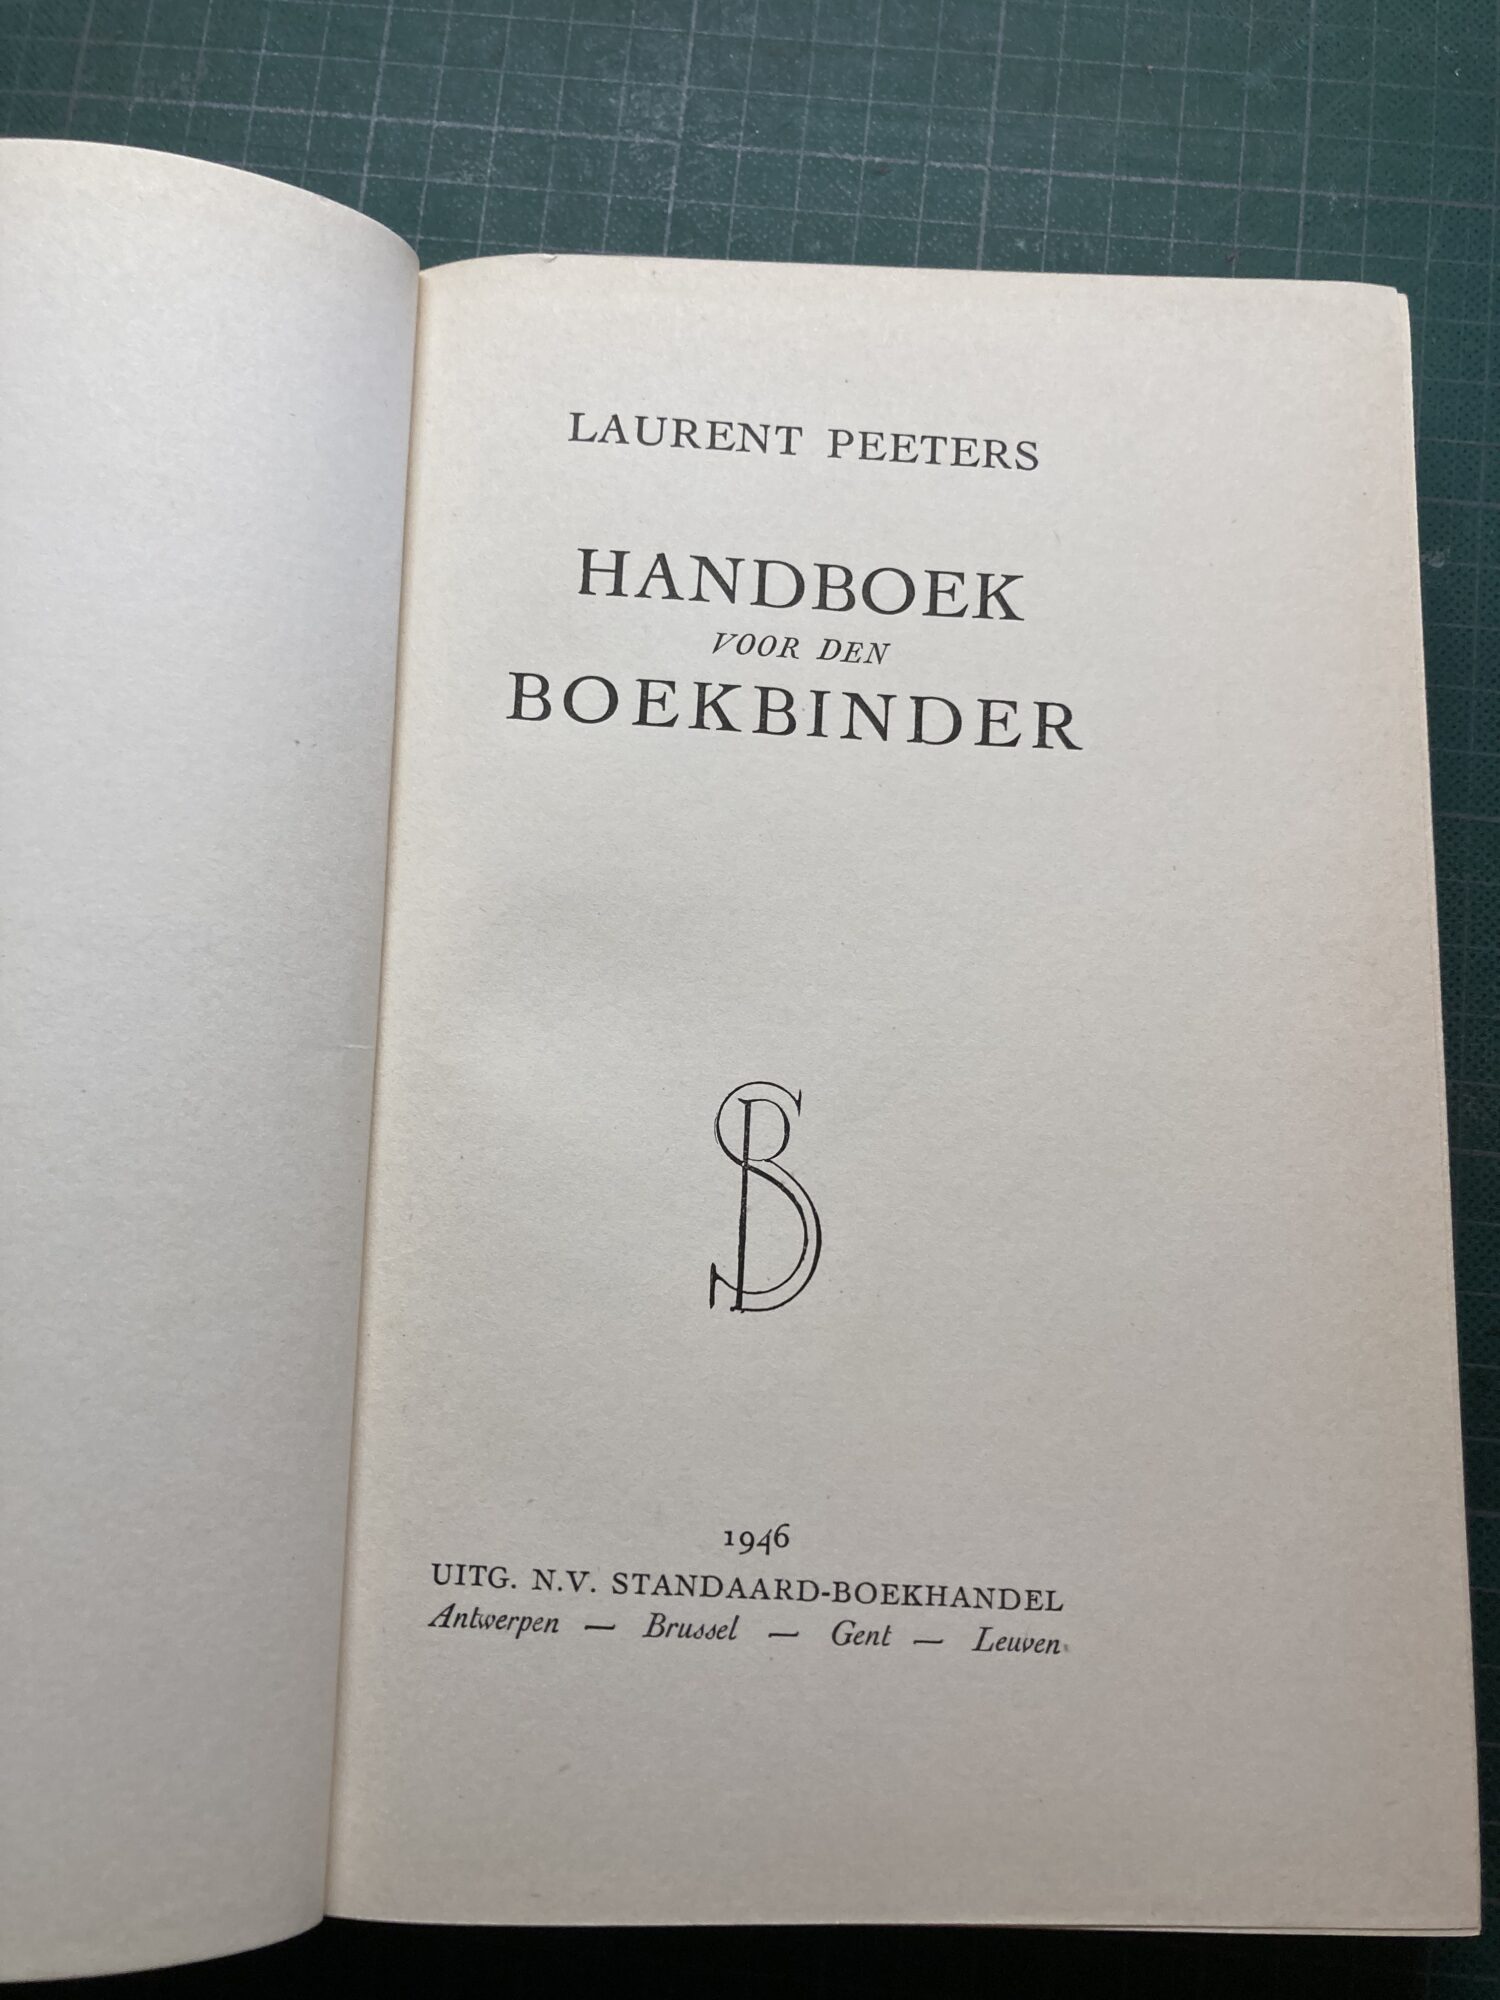 LAURENT PEETERS
HANDBOEK
VOOR DEN
BOEKBINDER
SB
1946
UITG. N.V. STANDAARD-BOEKHANDEL
Antwerpen — Brussel — Gent — Leuven